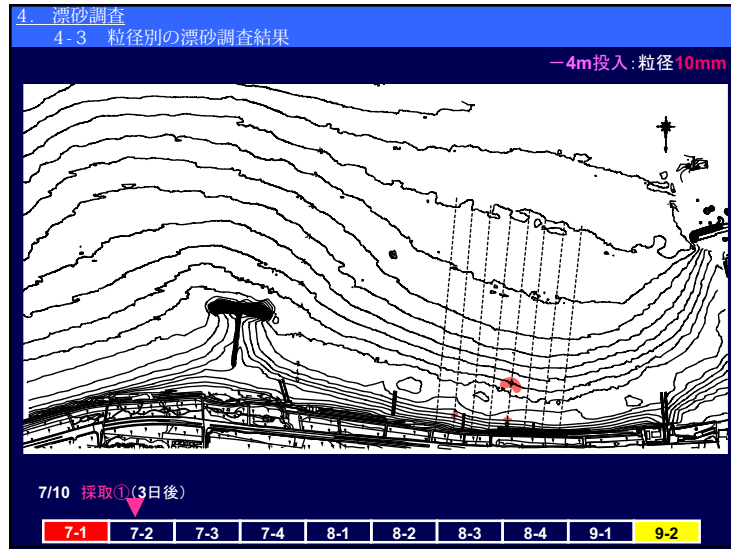 4. 漂砂調査
4-3 粒径別の漂砂調査結果
−4m投入:粒径10mm
7/10 採取①(3日後)
7-1 7-2 7-3 7-4 8-1 8-2 8-3 8-4 9-1 9-2